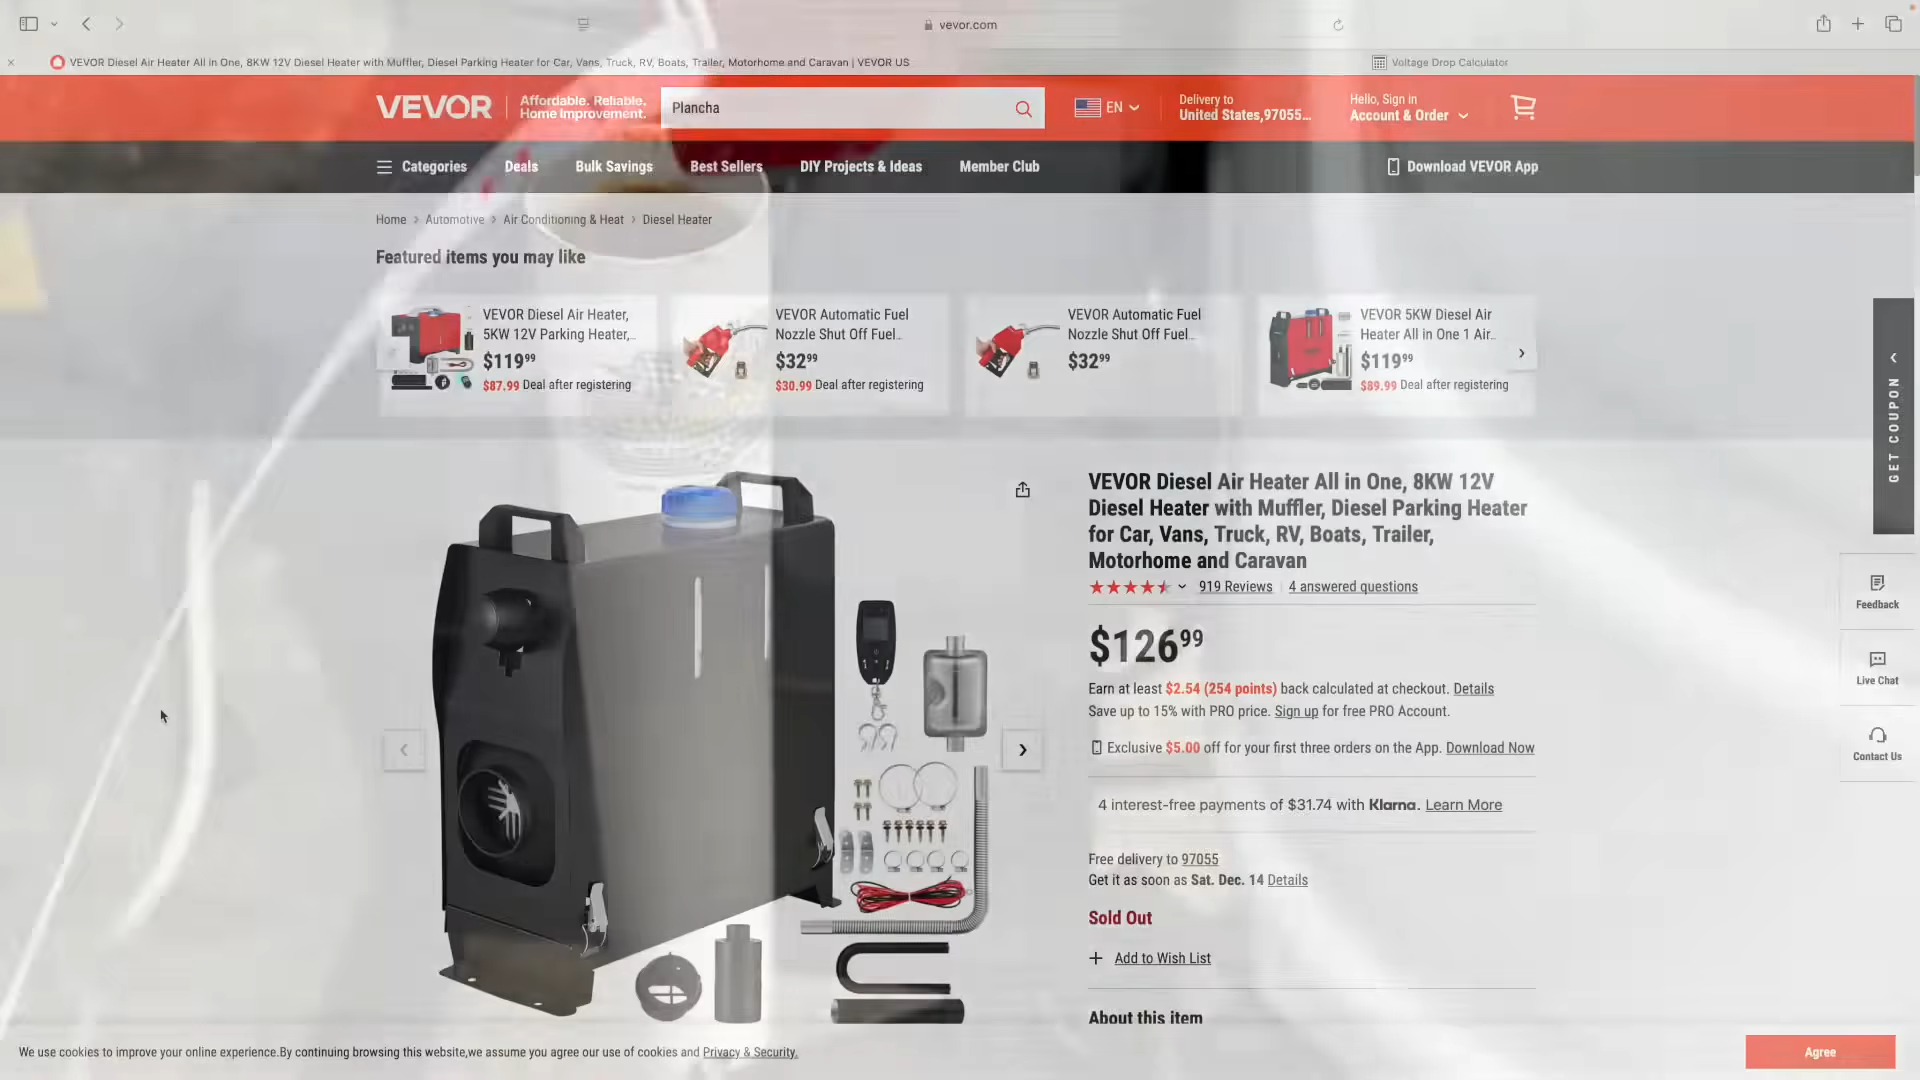 vevor.com
VEVOR Diesel Air Heater All in One, 8KW 12V Diesel Heater with Muffler, Diesel Parking Heater for Car, Vans, Truck, RV, Boats, Trailer, Motorhome and Caravan | VEVOR US
Voltage Drop Calculator
VEVOR
Affordable. Reliable.
Home Improvement.
Plancha
EN
Delivery to
United States,97055...
Hello, Sign in
Account & Order
Categories
Deals
Bulk Savings
Best Sellers
DIY Projects & Ideas
Member Club
Download VEVOR App
Home > Automotive > Air Conditioning & Heat > Diesel Heater
Featured items you may like
VEVOR Diesel Air Heater,
5KW 12V Parking Heater,..
$119.99
$87.99 Deal after registering
VEVOR Automatic Fuel
Nozzle Shut Off Fuel..
$32.99
$30.99 Deal after registering
VEVOR Automatic Fuel
Nozzle Shut Off Fuel..
$32.99
VEVOR 5KW Diesel Air
Heater All in One 1 Air..
$119.99
$89.99 Deal after registering
GET COUPON
VEVOR Diesel Air Heater All in One, 8KW 12V
Diesel Heater with Muffler, Diesel Parking Heater
for Car, Vans, Truck, RV, Boats, Trailer,
Motorhome and Caravan
919 Reviews
4 answered questions
$126.99
Earn at least $2.54 (254 points) back calculated at checkout. Details
Save up to 15% with PRO price. Sign up for free PRO Account.
Exclusive $5.00 off for your first three orders on the App. Download Now
4 interest-free payments of $31.74 with Klarna. Learn More
Free delivery to 97055
Get it as soon as Sat. Dec. 14 Details
Sold Out
+ Add to Wish List
About this item
Feedback
Live Chat
Contact Us
We use cookies to improve your online experience.By continuing browsing this website,we assume you agree our use of cookies and Privacy & Security.
Agree